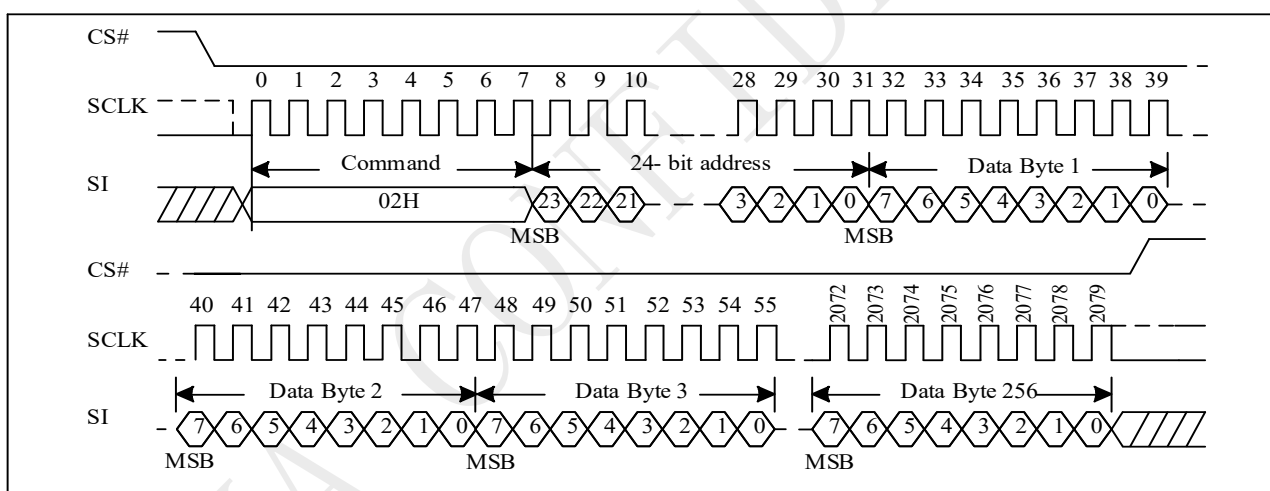 CS#
0 1 2 3 4 5 6 7 8 9 10 28 29 30 31 32 33 34 35 36 37 38 39
SCLK
Command 24- bit address Data Byte 1
SI
02H 23 22 21 3 2 1 0 7 6 5 4 3 2 1 0
MSB MSB
CS#
40 41 42 43 44 45 46 47 48 49 50 51 52 53 54 55 2072 2073 2074 2075 2076 2077 2078 2079
SCLK
Data Byte 2 Data Byte 3 Data Byte 256
SI
7 6 5 4 3 2 1 0 7 6 5 4 3 2 1 0 7 6 5 4 3 2 1 0
MSB MSB MSB